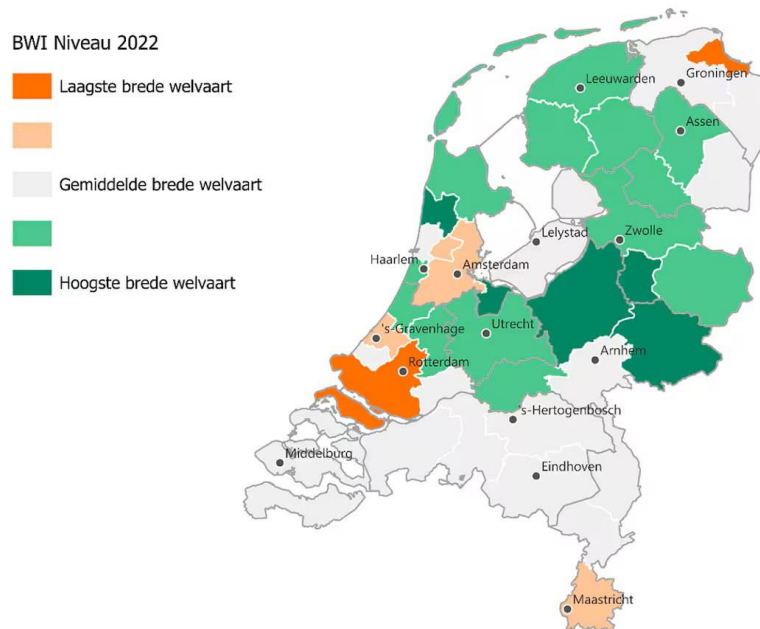 BWI Niveau 2022
Laagste brede welvaart
Gemiddelde brede welvaart
Hoogste brede welvaart
Leeuwarden
Groningen
Assen
Lelystad
Zwolle
Haarlem
Amsterdam
's-Gravenhage
Utrecht
Arnhem
Rotterdam
's-Hertogenbosch
Middelburg
Eindhoven
Maastricht